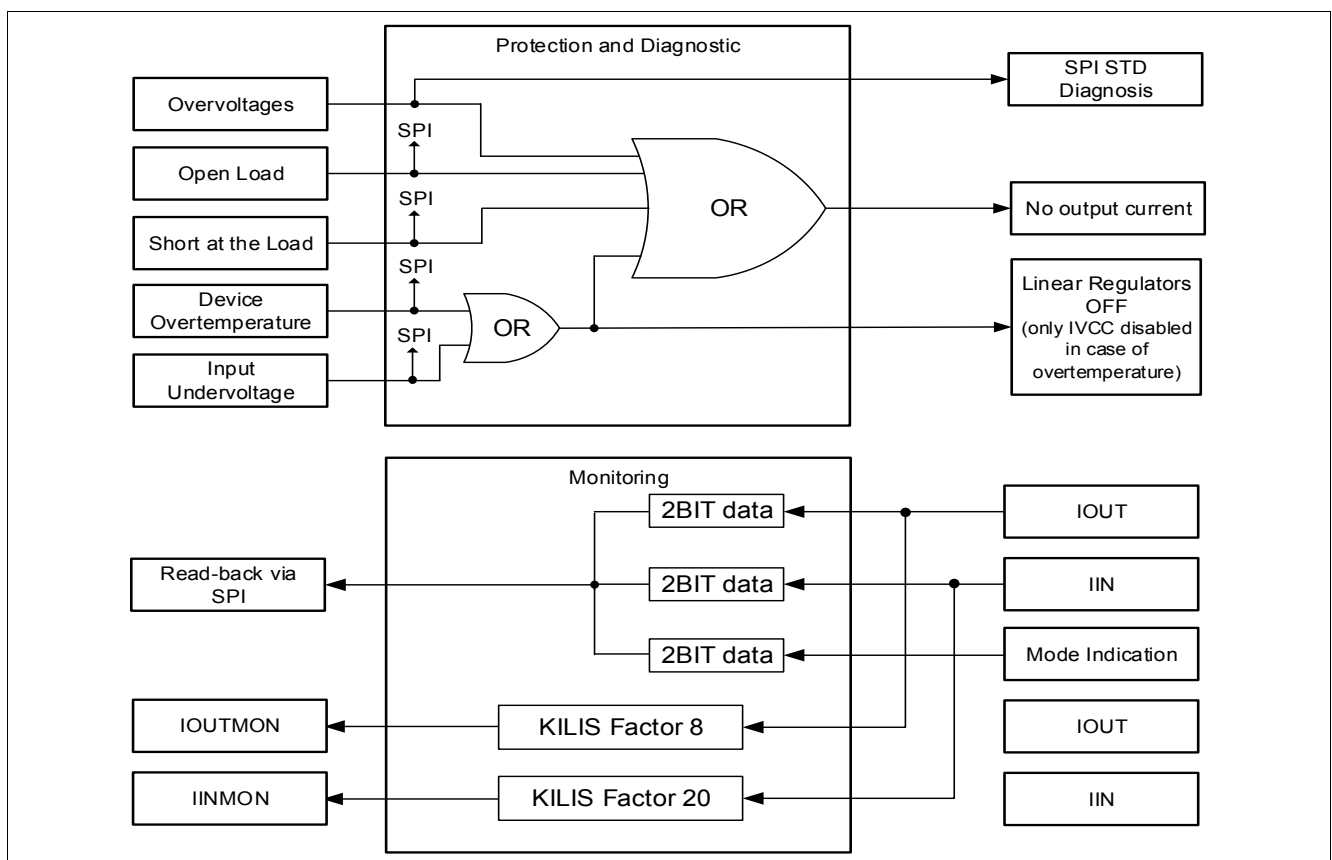 Protection and Diagnostic
Overvoltages
SPI STD
Diagnosis
SPI
Open Load
SPI
OR
No output current
Short at the Load
SPI
Device
Overtemperature
SPI
OR
Linear Regulators
OFF
(only IVCC disabled
in case of
overtemperature)
Input
Undervoltage
Monitoring
2BIT data
IOUT
Read-back via
SPI
2BIT data
IIN
2BIT data
Mode Indication
IOUTMON
KILIS Factor 8
IOUT
IINMON
KILIS Factor 20
IIN